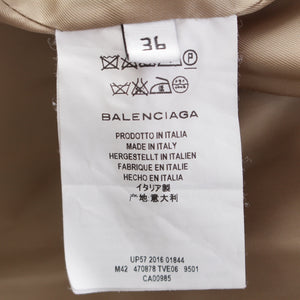 36
P
BALENCIAGA
PRODOTTO IN ITALIA
MADE IN ITALY
HERGESTELLT IN ITALIEN
FABRIQUE EN ITALIE
HECHO EN ITALIA
イタリア製
产地:意大利
UP57 2016 01844
M42 470878 TVE06 9501
CA00985